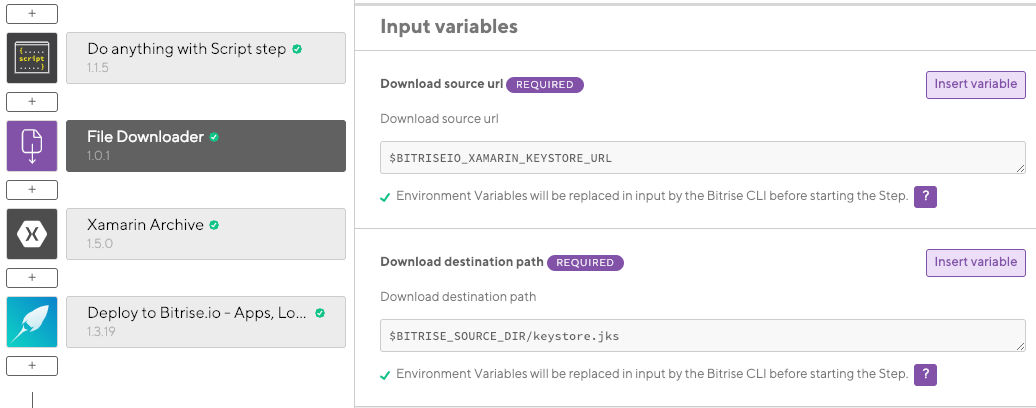 +
{.....
script
.....}
Do anything with Script step
1.1.5
+
File Downloader
1.0.1
+
Xamarin Archive
1.5.0
+
Deploy to Bitrise.io - Apps, Lo...
1.3.19
+
Input variables
Download source url REQUIRED
Insert variable
Download source url
$BITRISEIO_XAMARIN_KEYSTORE_URL
Environment Variables will be replaced in input by the Bitrise CLI before starting the Step. ?
Download destination path REQUIRED
Insert variable
Download destination path
$BITRISE_SOURCE_DIR/keystore.jks
Environment Variables will be replaced in input by the Bitrise CLI before starting the Step. ?